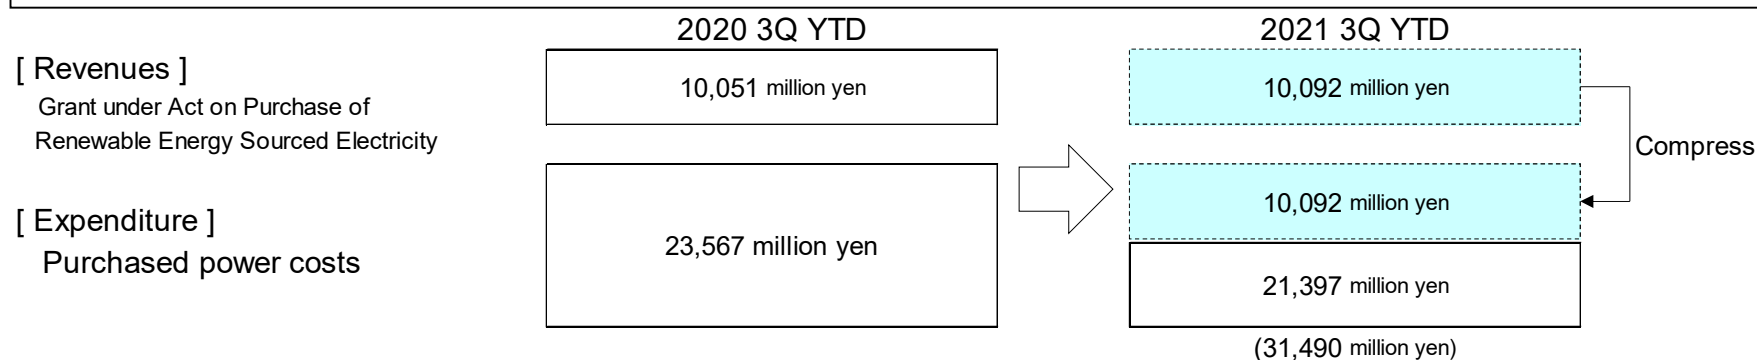 2020 3Q YTD
2021 3Q YTD
[ Revenues ]
Grant under Act on Purchase of
Renewable Energy Sourced Electricity
10,051 million yen
10,092 million yen
Compress
[ Expenditure ]
Purchased power costs
23,567 million yen
10,092 million yen
21,397 million yen
(31,490 million yen)